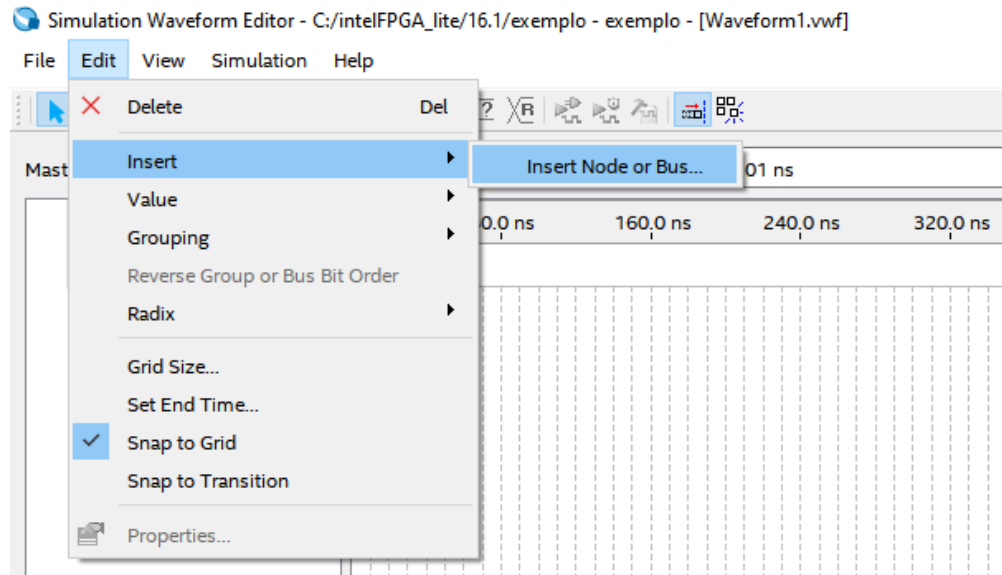 Simulation Waveform Editor - C:/intelFPGA_lite/16.1/exemplo - exemplo - [Waveform1.vwf]
File Edit View Simulation Help
Delete Del
Mast
Insert
Insert Node or Bus...
01 ns
Value
0.0 ns 160.0 ns 240.0 ns 320.0 ns
Grouping
Reverse Group or Bus Bit Order
Radix
Grid Size...
Set End Time...
Snap to Grid
Snap to Transition
Properties...